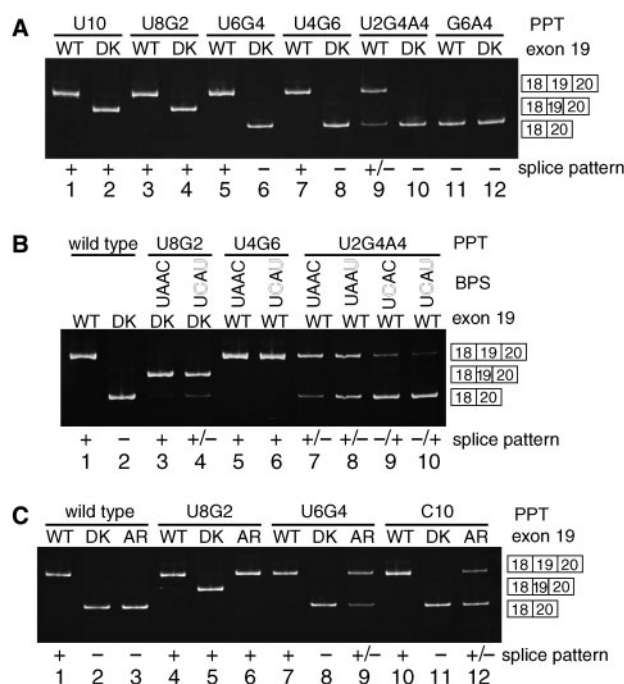 A
U10 U8G2 U6G4 U4G6 U2G4A4 G6A4 PPT
WT DK WT DK WT DK WT DK WT DK WT DK exon 19
18 19 20
18 19 20
18 20
+ + + + + − + − +/− − − − splice pattern
1 2 3 4 5 6 7 8 9 10 11 12
B
wild type U8G2 U4G6 U2G4A4 PPT
UAAC UCAU UAAC UCAU UAAC UAAU UCAC UCAU BPS
WT DK DK DK WT WT WT WT WT WT exon 19
18 19 20
18 19 20
18 20
+ − + +/− + + +/− +/− −/+ −/+ splice pattern
1 2 3 4 5 6 7 8 9 10
C
wild type U8G2 U6G4 C10 PPT
WT DK AR WT DK AR WT DK AR WT DK AR exon 19
18 19 20
18 19 20
18 20
+ − − + + + + − +/− + − +/− splice pattern
1 2 3 4 5 6 7 8 9 10 11 12